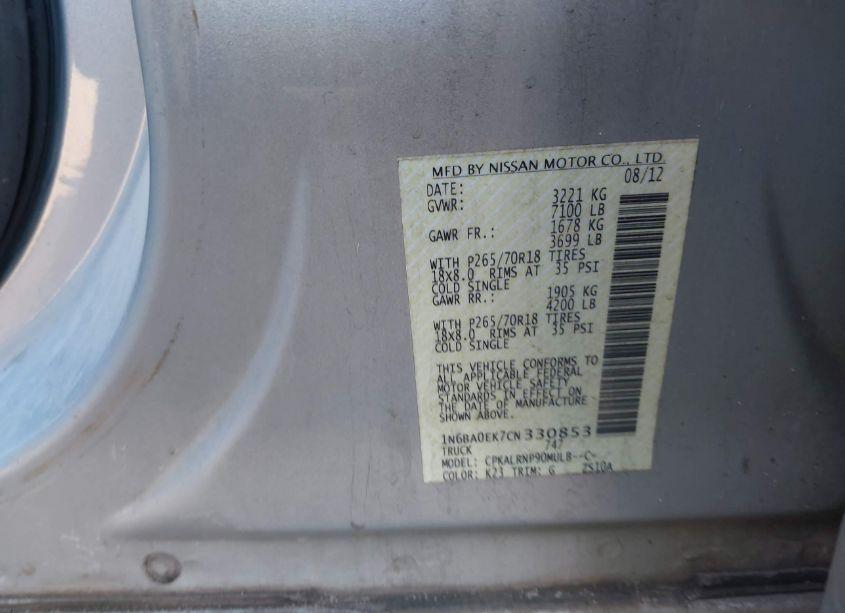 MFD BY NISSAN MOTOR CO., LTD.
DATE: 08/12
GVWR: 3221 KG
7100 LB
GAWR FR.: 1678 KG
3699 LB
WITH P265/70R18 TIRES
18x8.0 RIMS AT 35 PSI
COLD SINGLE
GAWR RR.: 1905 KG
4200 LB
WITH P265/70R18 TIRES
18x8.0 RIMS AT 35 PSI
COLD SINGLE
THIS VEHICLE CONFORMS TO
ALL APPLICABLE FEDERAL
MOTOR VEHICLE SAFETY
STANDARDS IN EFFECT ON
THE DATE OF MANUFACTURE
SHOWN ABOVE.
1N6BA0EK7CN330853
TRUCK 747
MODEL: CPKALRNP90MULB--C-
COLOR: K23 TRIM: G ZS10A